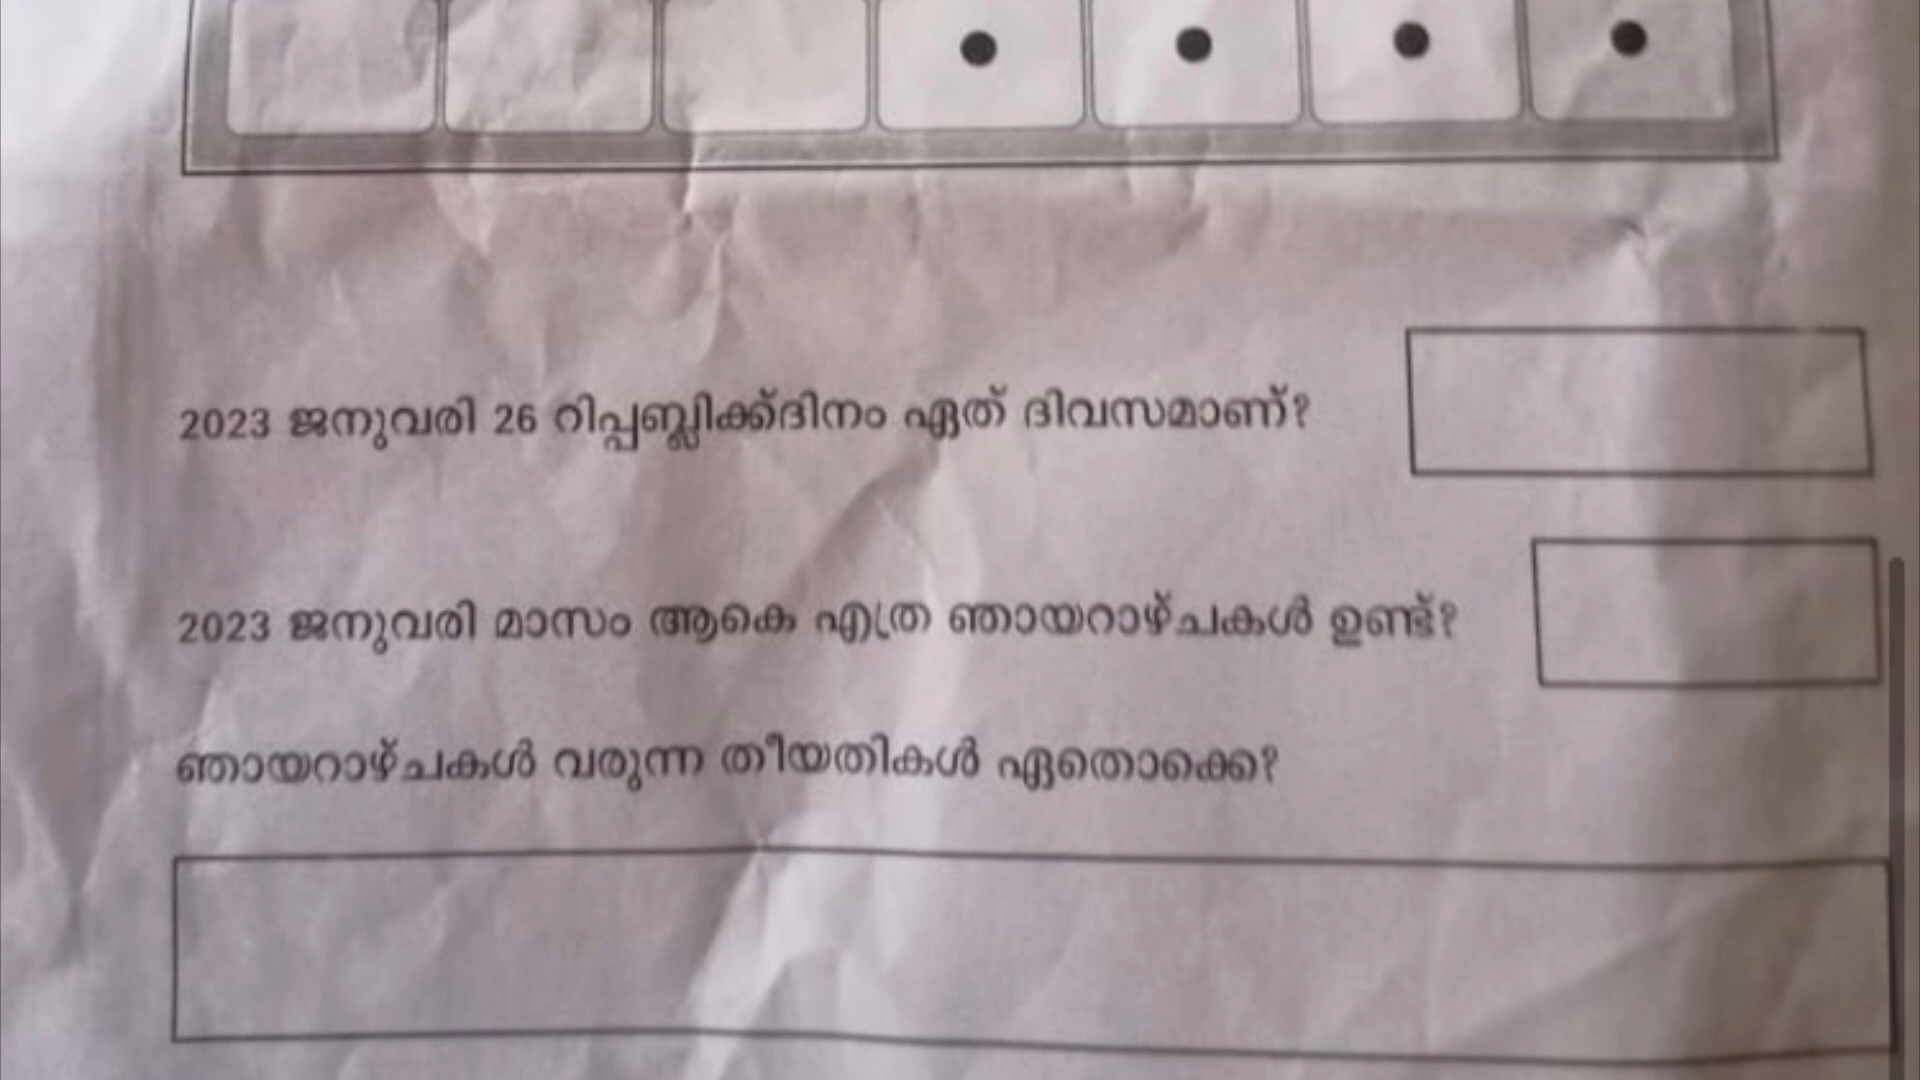 2023 ജനുവരി 26 റിപ്പബ്ലിക്ക്ദിനം ഏത് ദിവസമാണ്?
2023 ജനുവരി മാസം ആകെ എത്ര ഞായറാഴ്ചകൾ ഉണ്ട്?
ഞായറാഴ്ചകൾ വരുന്ന തീയതികൾ ഏതൊക്കെ?